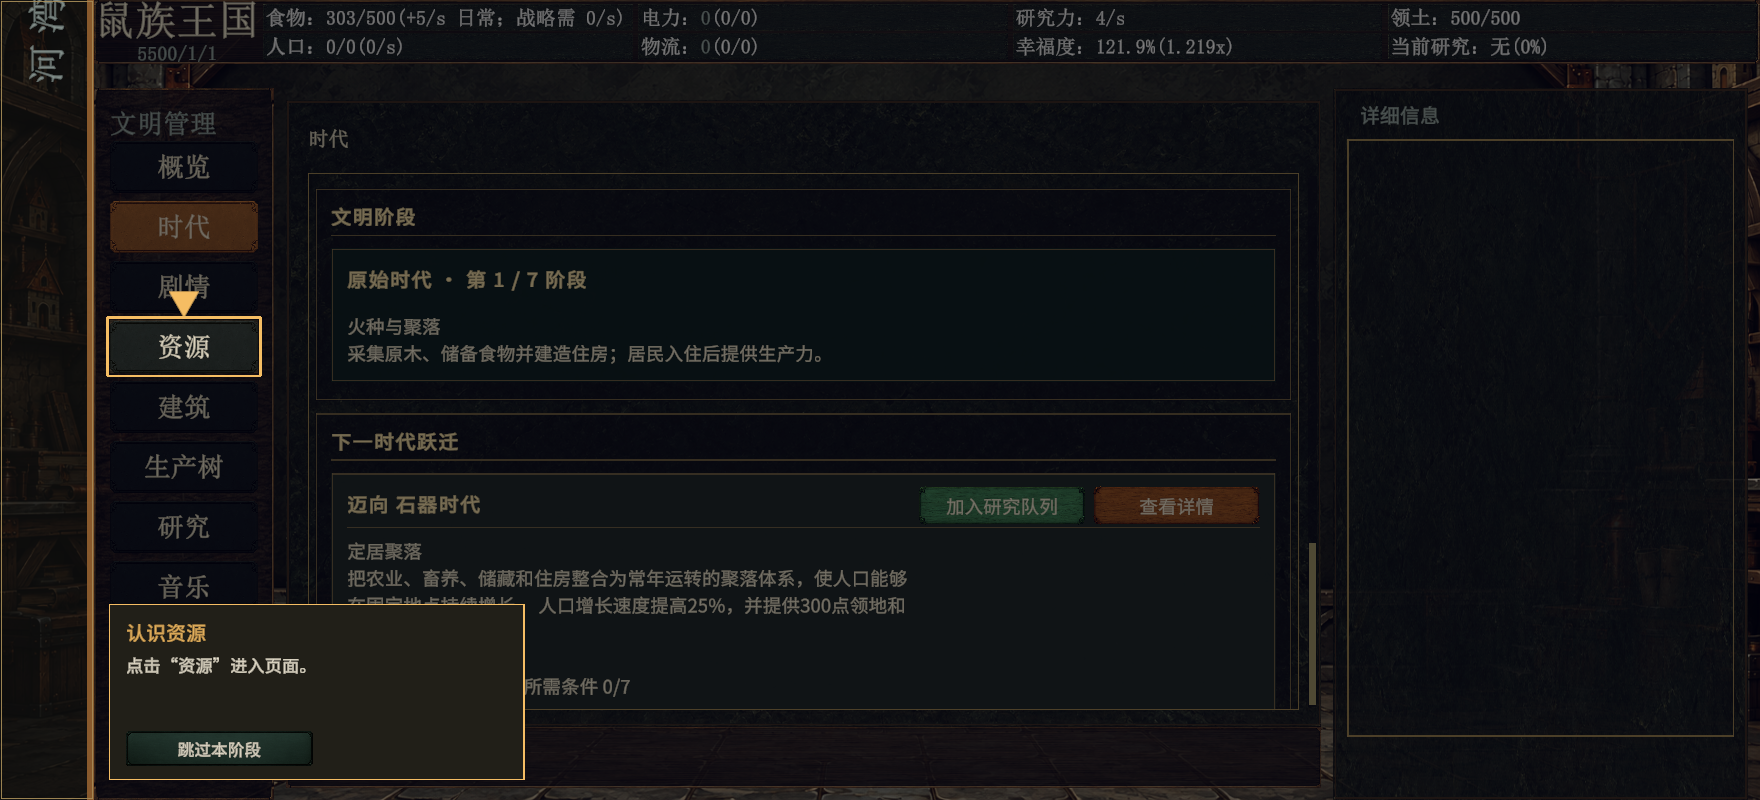 河湾
鼠族王国
5500/1/1
食物：303/500(+5/s 日常；战略需 0/s)
人口：0/0(0/s)
电力：0(0/0)
物流：0(0/0)
研究力：4/s
幸福度：121.9%(1.219x)
领土：500/500
当前研究：无(0%)
文明管理
概览
时代
剧情
资源
建筑
生产树
研究
音乐
时代
文明阶段
原始时代 · 第 1 / 7 阶段
火种与聚落
采集原木、储备食物并建造住房；居民入住后提供生产力。
下一时代跃迁
迈向 石器时代
加入研究队列
查看详情
定居聚落
把农业、畜养、储藏和住房整合为常年运转的聚落体系，使人口能够
在固定地点持续增长。 人口增长速度提高25%，并提供300点领地和
所需条件 0/7
详细信息
认识资源
点击“资源”进入页面。
跳过本阶段